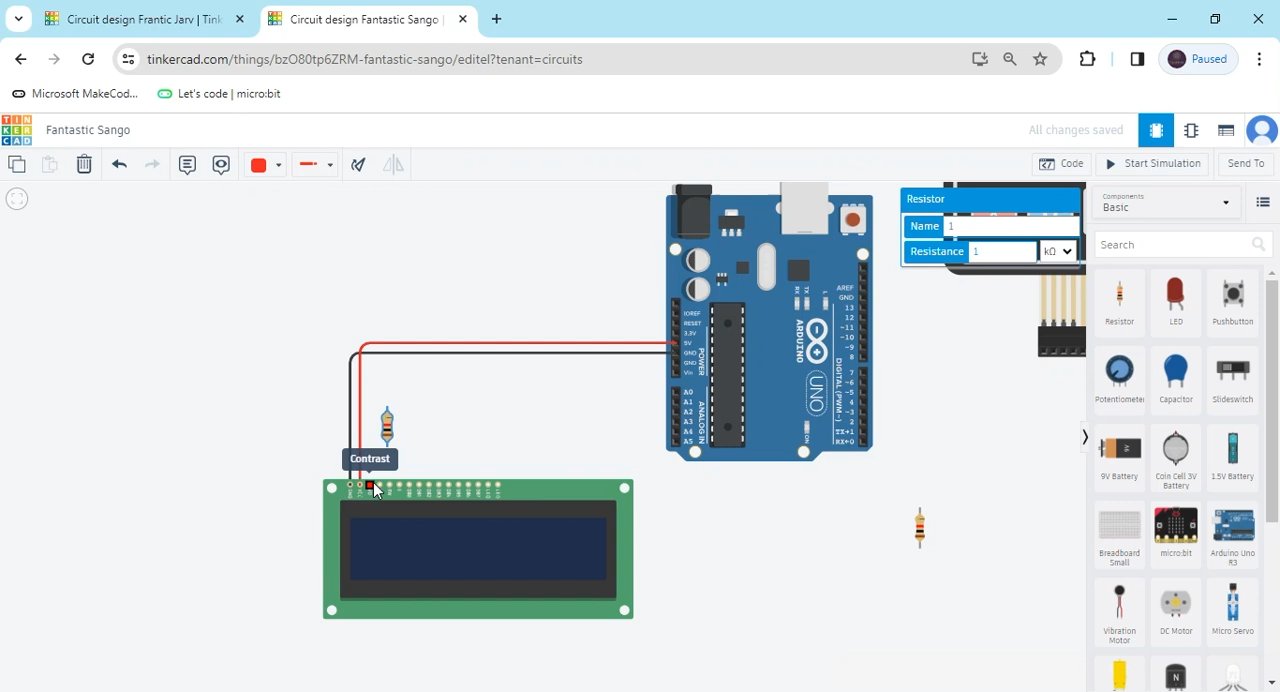 Circuit design Frantic Jarv | Tink
Circuit design Fantastic Sango |
tinkercad.com/things/bzO80tp6ZRM-fantastic-sango/editel?tenant=circuits
Paused
Microsoft MakeCod...
Let's code | micro:bit
TIN
KER
CAD
Fantastic Sango
All changes saved
Code
Start Simulation
Send To
Resistor
Name 1
Resistance 1 kΩ
Components
Basic
Search
Resistor
LED
Pushbutton
Potentiometer
Capacitor
Slideswitch
9V Battery
Coin Cell 3V Battery
1.5V Battery
Breadboard Small
micro:bit
Arduino Uno R3
Vibration Motor
DC Motor
Micro Servo
N
Contrast
IOREF
RESET
3.3V
5V
GND
GND
Vin
POWER
A0
A1
A2
A3
A4
A5
ANALOG IN
AREF
GND
13
12
~11
~10
~9
8
7
~6
~5
4
~3
2
TX→1
RX←0
DIGITAL (PWM~)
ARDUINO
UNO
RX
TX
L
ON